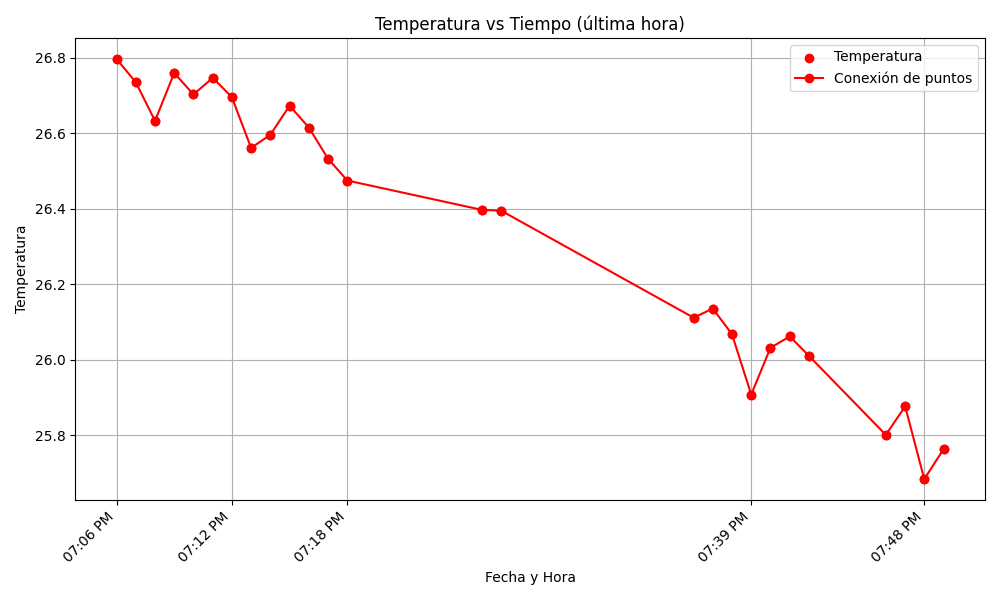 Temperatura vs Tiempo (última hora)
Temperatura
Conexión de puntos
26.8
26.6
26.4
26.2
26.0
25.8
Temperatura
07:06 PM
07:12 PM
07:18 PM
07:39 PM
07:48 PM
Fecha y Hora